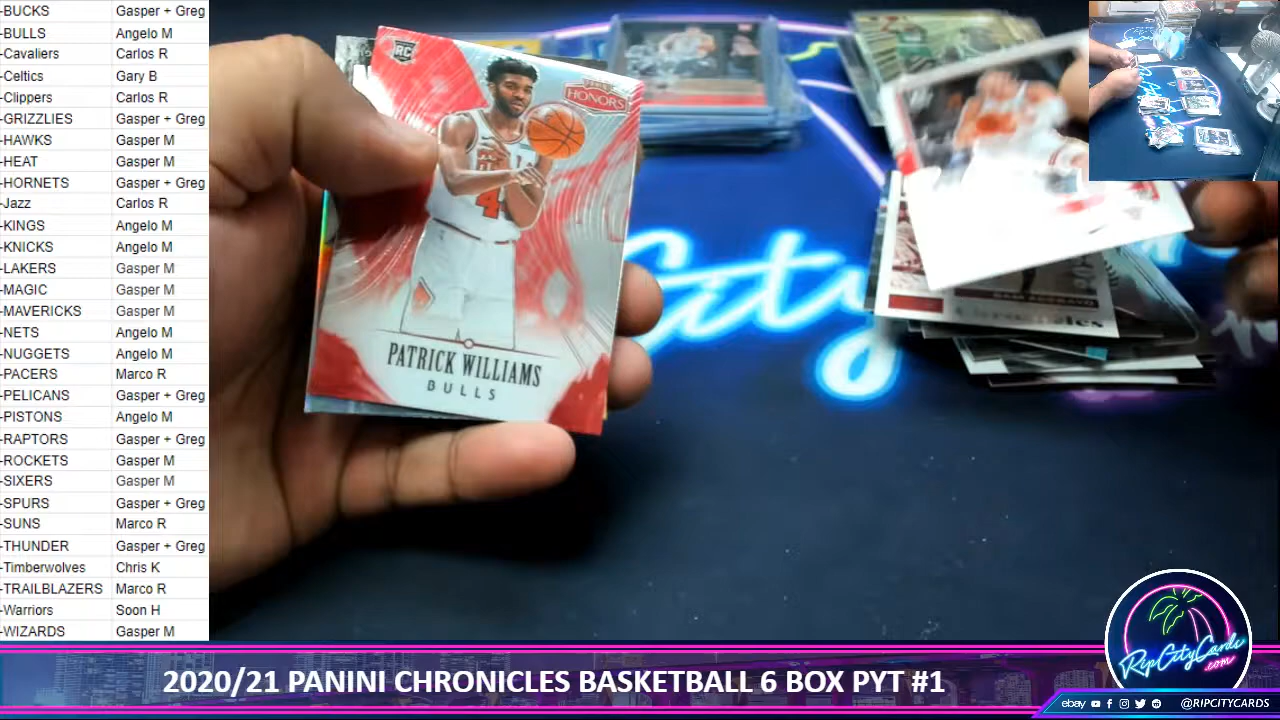 -BUCKS Gasper + Greg
-BULLS Angelo M
-Cavaliers Carlos R
-Celtics Gary B
-Clippers Carlos R
-GRIZZLIES Gasper + Greg
-HAWKS Gasper M
-HEAT Gasper M
-HORNETS Gasper + Greg
-Jazz Carlos R
-KINGS Angelo M
-KNICKS Angelo M
-LAKERS Gasper M
-MAGIC Gasper M
-MAVERICKS Gasper M
-NETS Angelo M
-NUGGETS Angelo M
-PACERS Marco R
-PELICANS Gasper + Greg
-PISTONS Angelo M
-RAPTORS Gasper + Greg
-ROCKETS Gasper M
-SIXERS Gasper M
-SPURS Gasper + Greg
-SUNS Marco R
-THUNDER Gasper + Greg
-Timberwolves Chris K
-TRAILBLAZERS Marco R
-Warriors Soon H
-WIZARDS Gasper M
RC
PANINI
HONORS
4
PATRICK WILLIAMS
BULLS
City
RipCityCards
.com
2020/21 PANINI CHRONICLES BASKETBALL 6 BOX PYT #1
ebay @RIPCITYCARDS